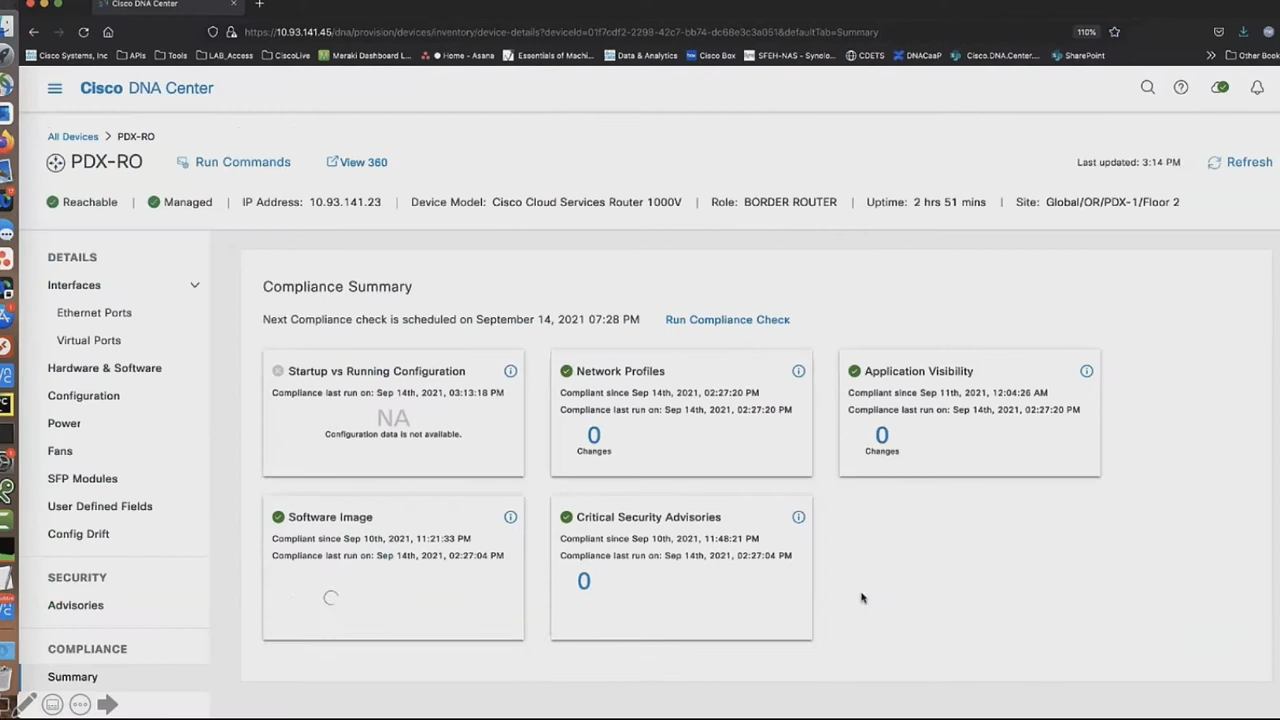 Cisco DNA Center
https://10.93.141.45/dna/provision/devices/inventory/device-details?deviceId=01f7cdf2-2298-42c7-bb74-dc68e3c3a051&defaultTab=Summary
110%
Cisco Systems, Inc
APIs
Tools
LAB_Access
CiscoLive
Meraki Dashboard L...
Home - Asana
Essentials of Machi...
Data & Analytics
Cisco Box
SFEH-NAS - Synolo...
CDETS
DNACaaP
Cisco.DNA.Center....
SharePoint
Other Book
Cisco DNA Center
All Devices > PDX-RO
PDX-RO Run Commands View 360
Last updated: 3:14 PM Refresh
Reachable | Managed | IP Address: 10.93.141.23 | Device Model: Cisco Cloud Services Router 1000V | Role: BORDER ROUTER | Uptime: 2 hrs 51 mins | Site: Global/OR/PDX-1/Floor 2
DETAILS
Interfaces
Ethernet Ports
Virtual Ports
Hardware & Software
Configuration
Power
Fans
SFP Modules
User Defined Fields
Config Drift
SECURITY
Advisories
COMPLIANCE
Summary
Compliance Summary
Next Compliance check is scheduled on September 14, 2021 07:28 PM Run Compliance Check
Startup vs Running Configuration
Compliance last run on: Sep 14th, 2021, 03:13:18 PM
NA
Configuration data is not available.
Network Profiles
Compliant since Sep 14th, 2021, 02:27:20 PM
Compliance last run on: Sep 14th, 2021, 02:27:20 PM
0
Changes
Application Visibility
Compliant since Sep 11th, 2021, 12:04:26 AM
Compliance last run on: Sep 14th, 2021, 02:27:20 PM
0
Changes
Software Image
Compliant since Sep 10th, 2021, 11:21:33 PM
Compliance last run on: Sep 14th, 2021, 02:27:04 PM
Critical Security Advisories
Compliant since Sep 10th, 2021, 11:48:21 PM
Compliance last run on: Sep 14th, 2021, 02:27:04 PM
0